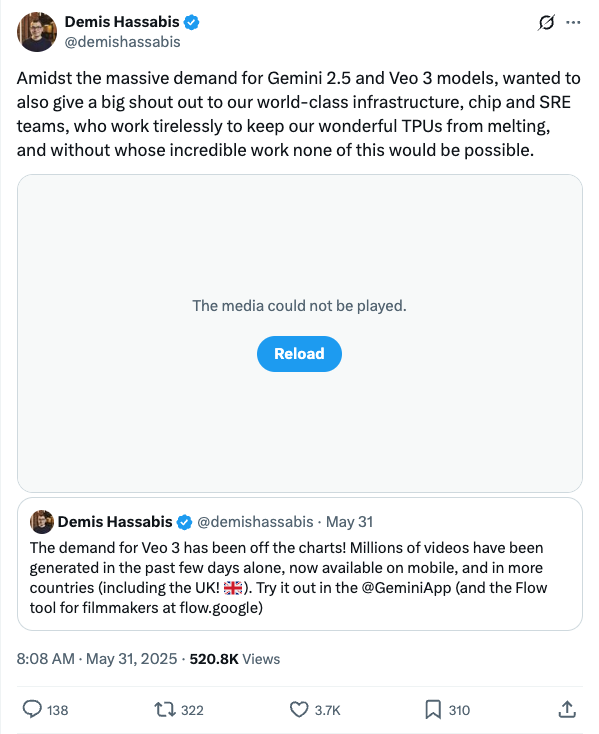 Demis Hassabis
@demishassabis
Amidst the massive demand for Gemini 2.5 and Veo 3 models, wanted to
also give a big shout out to our world-class infrastructure, chip and SRE
teams, who work tirelessly to keep our wonderful TPUs from melting,
and without whose incredible work none of this would be possible.
The media could not be played.
Reload
Demis Hassabis @demishassabis · May 31
The demand for Veo 3 has been off the charts! Millions of videos have been
generated in the past few days alone, now available on mobile, and in more
countries (including the UK! 🇬🇧). Try it out in the @GeminiApp (and the Flow
tool for filmmakers at flow.google)
8:08 AM · May 31, 2025 · 520.8K Views
138 322 3.7K 310